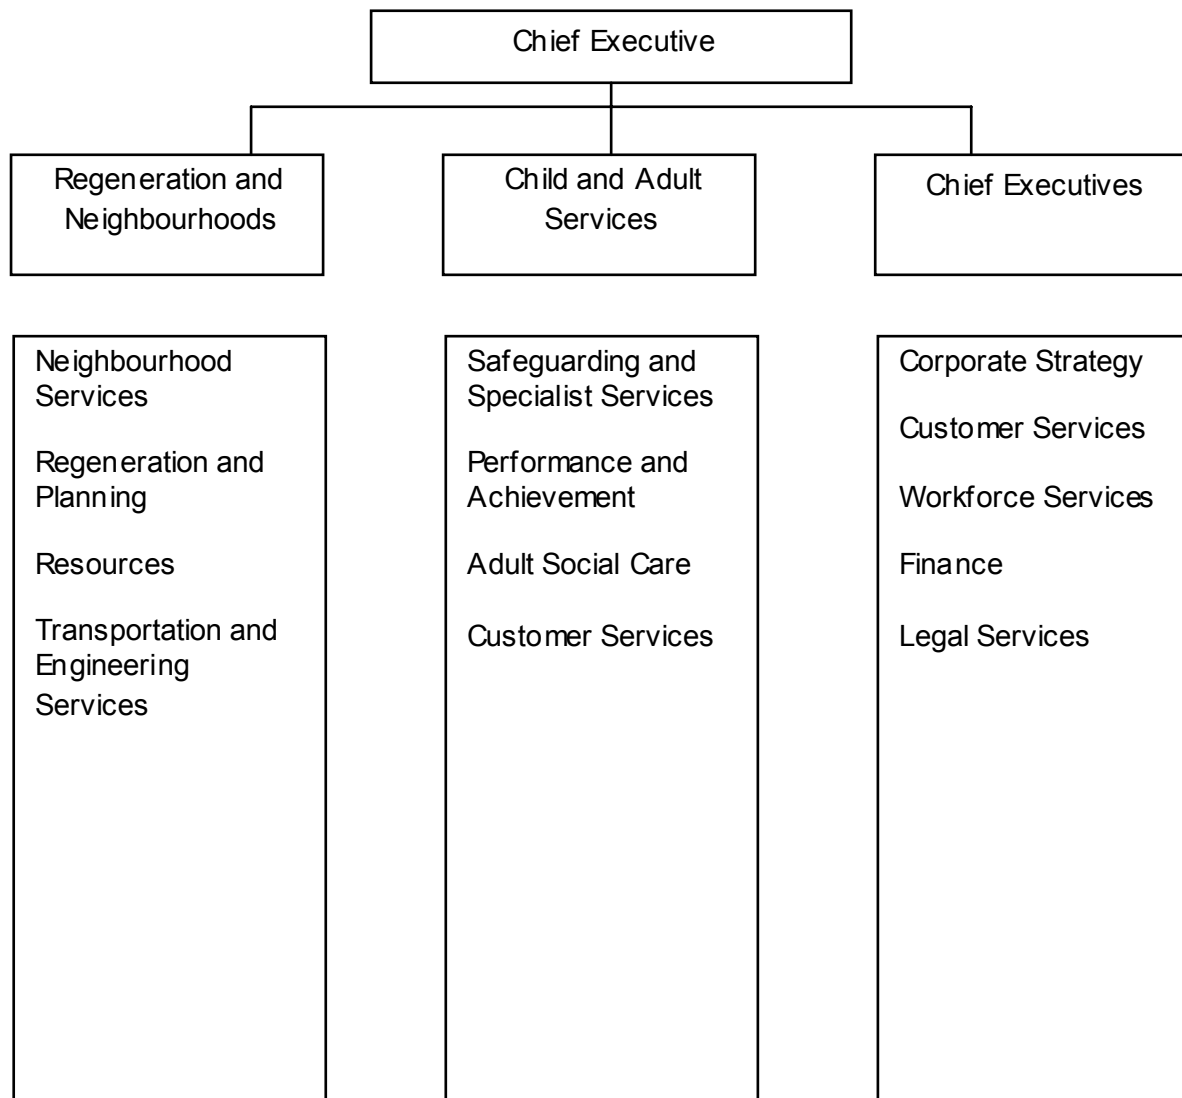 Chief Executive
Regeneration and
Neighbourhoods
Child and Adult
Services
Chief Executives
Neighbourhood
Services
Regeneration and
Planning
Resources
Transportation and
Engineering
Services
Safeguarding and
Specialist Services
Performance and
Achievement
Adult Social Care
Customer Services
Corporate Strategy
Customer Services
Workforce Services
Finance
Legal Services